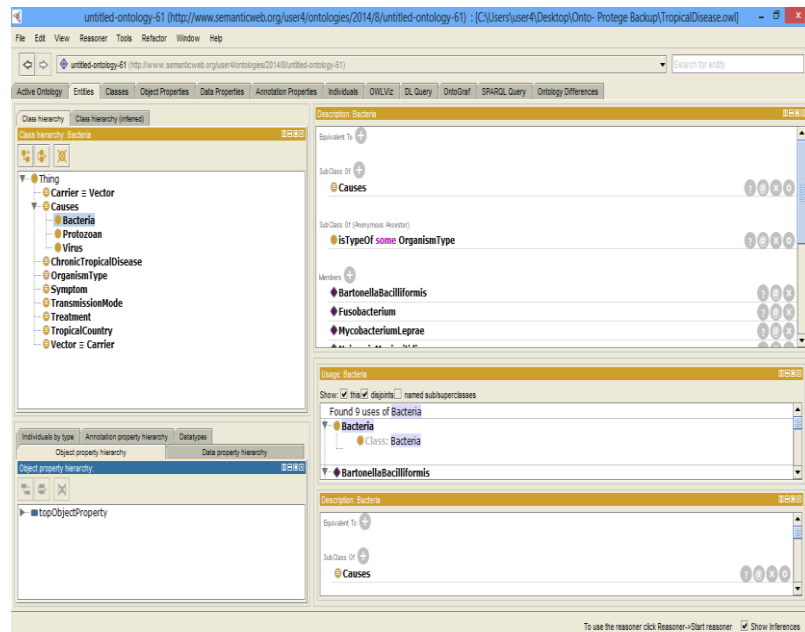 untitled-ontology-61 (http://www.semanticweb.org/user4/ontologies/2014/8/untitled-ontology-61) : [C:\Users\user4\Desktop\Onto- Protege Backup\TropicalDisease.owl]
File Edit View Reasoner Tools Refactor Window Help
untitled-ontology-61 (http://www.semanticweb.org/user4/ontologies/2014/8/untitled-ontology-61)
Search for entity
Active Ontology Entities Classes Object Properties Data Properties Annotation Properties Individuals OWLViz DL Query OntoGraf SPARQL Query Ontology Differences
Class hierarchy Class hierarchy (inferred)
Class hierarchy: Bacteria
Thing
Carrier ≡ Vector
Causes
Bacteria
Protozoan
Virus
ChronicTropicalDisease
OrganismType
Symptom
TransmissionMode
Treatment
TropicalCountry
Vector ≡ Carrier
Individuals by type Annotation property hierarchy Datatypes
Object property hierarchy Data property hierarchy
Object property hierarchy:
topObjectProperty
Description: Bacteria
Equivalent To
SubClass Of
Causes
SubClass Of (Anonymous Ancestor)
isTypeOf some OrganismType
Members
BartonellaBacilliformis
Fusobacterium
MycobacteriumLeprae
Usage: Bacteria
Show: this disjoints named sub/superclasses
Found 9 uses of Bacteria
Bacteria
Class: Bacteria
BartonellaBacilliformis
Description: Bacteria
Equivalent To
SubClass Of
Causes
To use the reasoner click Reasoner->Start reasoner Show Inferences